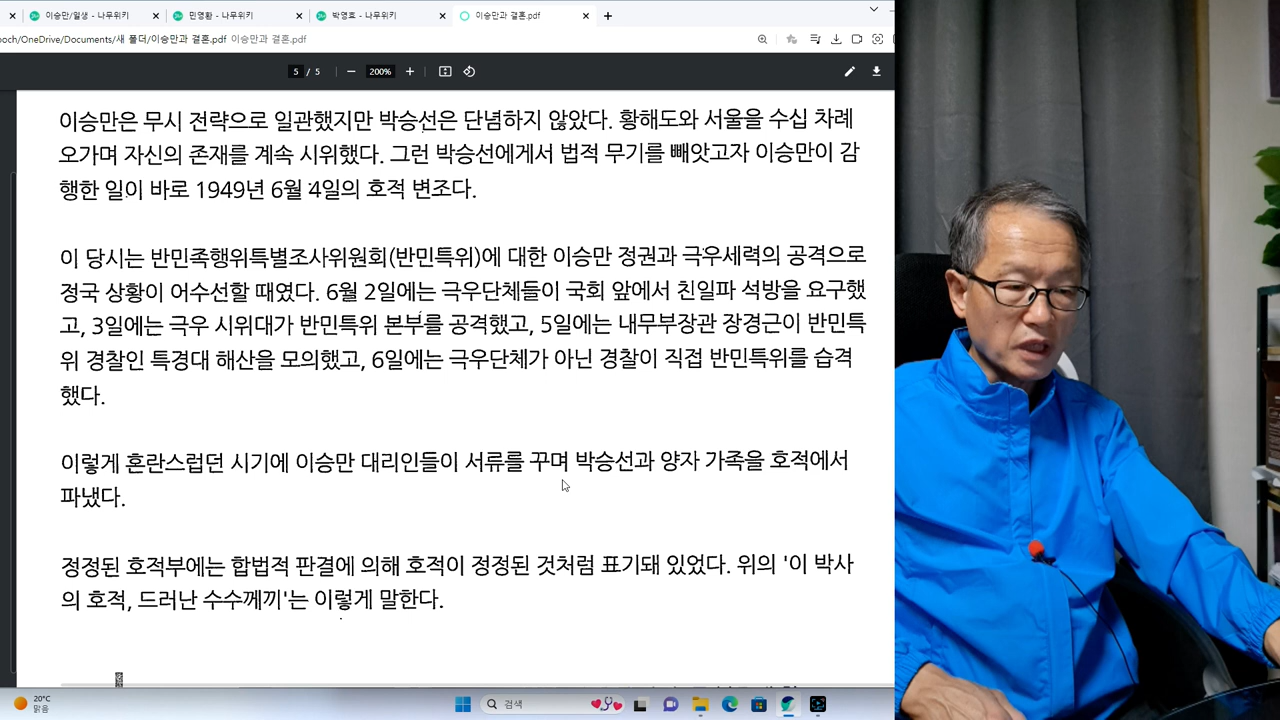 이승만/일생 - 나무위키
민영환 - 나무위키
박영효 - 나무위키
이승만과 결혼.pdf
och/OneDrive/Documents/새 폴더/이승만과 결혼.pdf 이승만과 결혼.pdf
5 / 5
200%
이승만은 무시 전략으로 일관했지만 박승선은 단념하지 않았다. 황해도와 서울을 수십 차례
오가며 자신의 존재를 계속 시위했다. 그런 박승선에게서 법적 무기를 빼앗고자 이승만이 감
행한 일이 바로 1949년 6월 4일의 호적 변조다.
이 당시는 반민족행위특별조사위원회(반민특위)에 대한 이승만 정권과 극우세력의 공격으로
정국 상황이 어수선할 때였다. 6월 2일에는 극우단체들이 국회 앞에서 친일파 석방을 요구했
고, 3일에는 극우 시위대가 반민특위 본부를 공격했고, 5일에는 내무부장관 장경근이 반민특
위 경찰인 특경대 해산을 모의했고, 6일에는 극우단체가 아닌 경찰이 직접 반민특위를 습격
했다.
이렇게 혼란스럽던 시기에 이승만 대리인들이 서류를 꾸며 박승선과 양자 가족을 호적에서
파냈다.
정정된 호적부에는 합법적 판결에 의해 호적이 정정된 것처럼 표기돼 있었다. 위의 '이 박사
의 호적, 드러난 수수께끼'는 이렇게 말한다.
20°C
맑음
검색